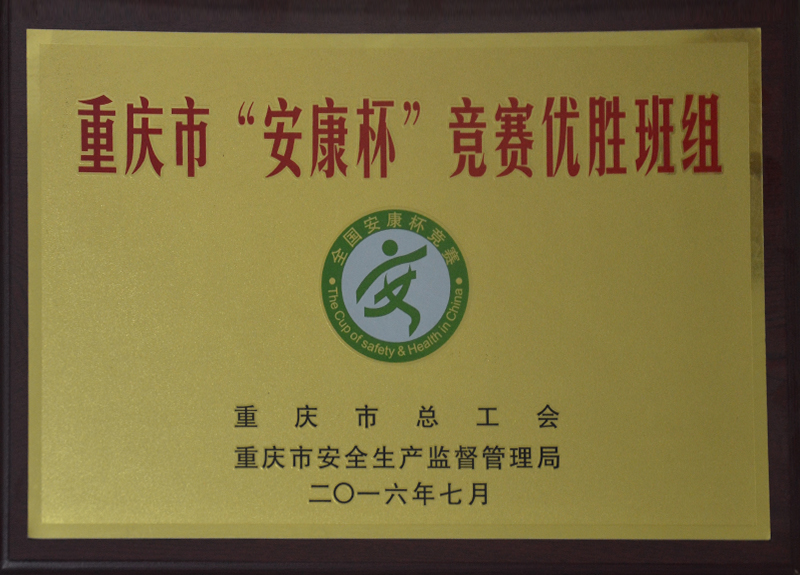 重庆市“安康杯”竞赛优胜班组
全国安康杯竞赛
安
The Cup of safety & Health in China
重庆市总工会
重庆市安全生产监督管理局
二〇一六年七月